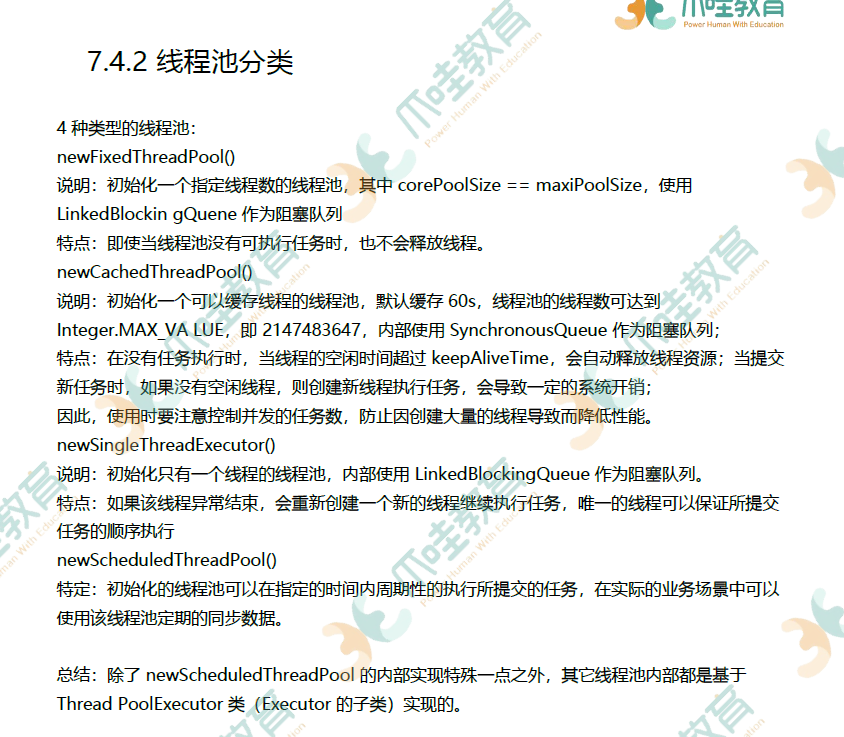 爪哇教育
Power Human With Education
7.4.2 线程池分类
4 种类型的线程池：
newFixedThreadPool()
说明：初始化一个指定线程数的线程池，其中 corePoolSize == maxiPoolSize，使用
LinkedBlockin gQuene 作为阻塞队列
特点：即使当线程池没有可执行任务时，也不会释放线程。
newCachedThreadPool()
说明：初始化一个可以缓存线程的线程池，默认缓存 60s，线程池的线程数可达到
Integer.MAX_VA LUE，即 2147483647，内部使用 SynchronousQueue 作为阻塞队列；
特点：在没有任务执行时，当线程的空闲时间超过 keepAliveTime，会自动释放线程资源；当提交
新任务时，如果没有空闲线程，则创建新线程执行任务，会导致一定的系统开销；
因此，使用时要注意控制并发的任务数，防止因创建大量的线程导致而降低性能。
newSingleThreadExecutor()
说明：初始化只有一个线程的线程池，内部使用 LinkedBlockingQueue 作为阻塞队列。
特点：如果该线程异常结束，会重新创建一个新的线程继续执行任务，唯一的线程可以保证所提交
任务的顺序执行
newScheduledThreadPool()
特定：初始化的线程池可以在指定的时间内周期性的执行所提交的任务，在实际的业务场景中可以
使用该线程池定期的同步数据。
总结：除了 newScheduledThreadPool 的内部实现特殊一点之外，其它线程池内部都是基于
Thread PoolExecutor 类（Executor 的子类）实现的。